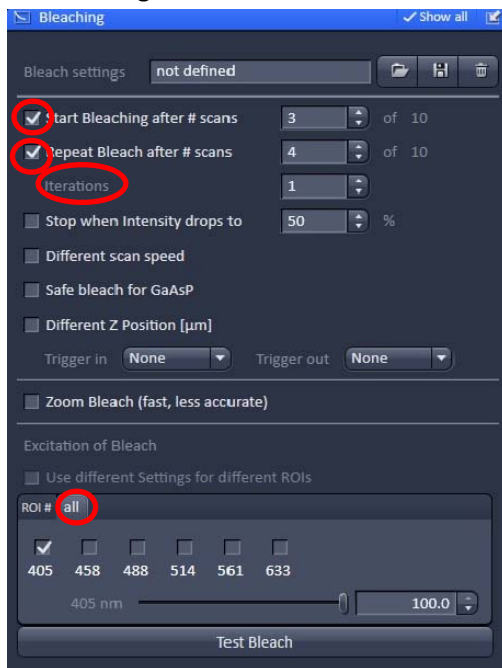 Bleaching Show all
Bleach settings not defined
Start Bleaching after # scans 3 of 10
Repeat Bleach after # scans 4 of 10
Iterations 1
Stop when Intensity drops to 50 %
Different scan speed
Safe bleach for GaAsP
Different Z Position [µm]
Trigger in None Trigger out None
Zoom Bleach (fast, less accurate)
Excitation of Bleach
Use different Settings for different ROIs
ROI # all
405 458 488 514 561 633
405 nm 100.0
Test Bleach